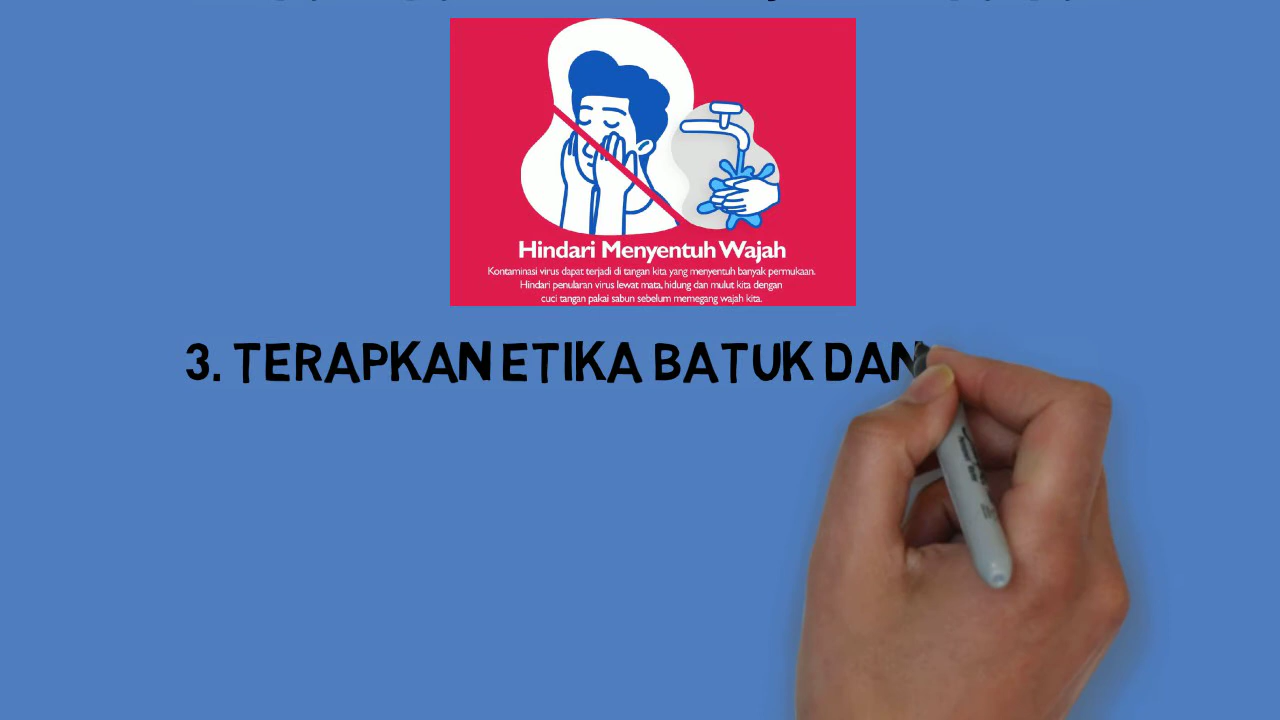 Hindari Menyentuh Wajah
Kontaminasi virus dapat terjadi di tangan kita yang menyentuh banyak permukaan.
Hindari penularan virus lewat mata, hidung dan mulut kita dengan
cuci tangan pakai sabun sebelum memegang wajah kita.
3. TERAPKAN ETIKA BATUK DAN